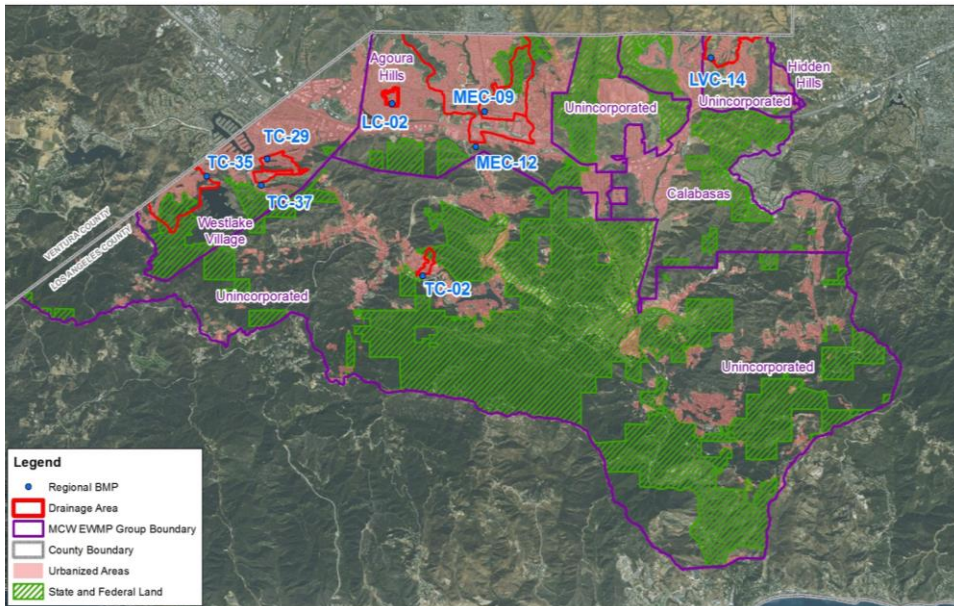 Agoura
Hills
Hidden
Hills
LVC-14
MEC-09
Unincorporated
Unincorporated
LC-02
TC-29
MEC-12
TC-35
TC-37
Calabasas
Westlake
Village
VENTURA COUNTY
LOS ANGELES COUNTY
TC-02
Unincorporated
Unincorporated
Legend
Regional BMP
Drainage Area
MCW EWMP Group Boundary
County Boundary
Urbanized Areas
State and Federal Land